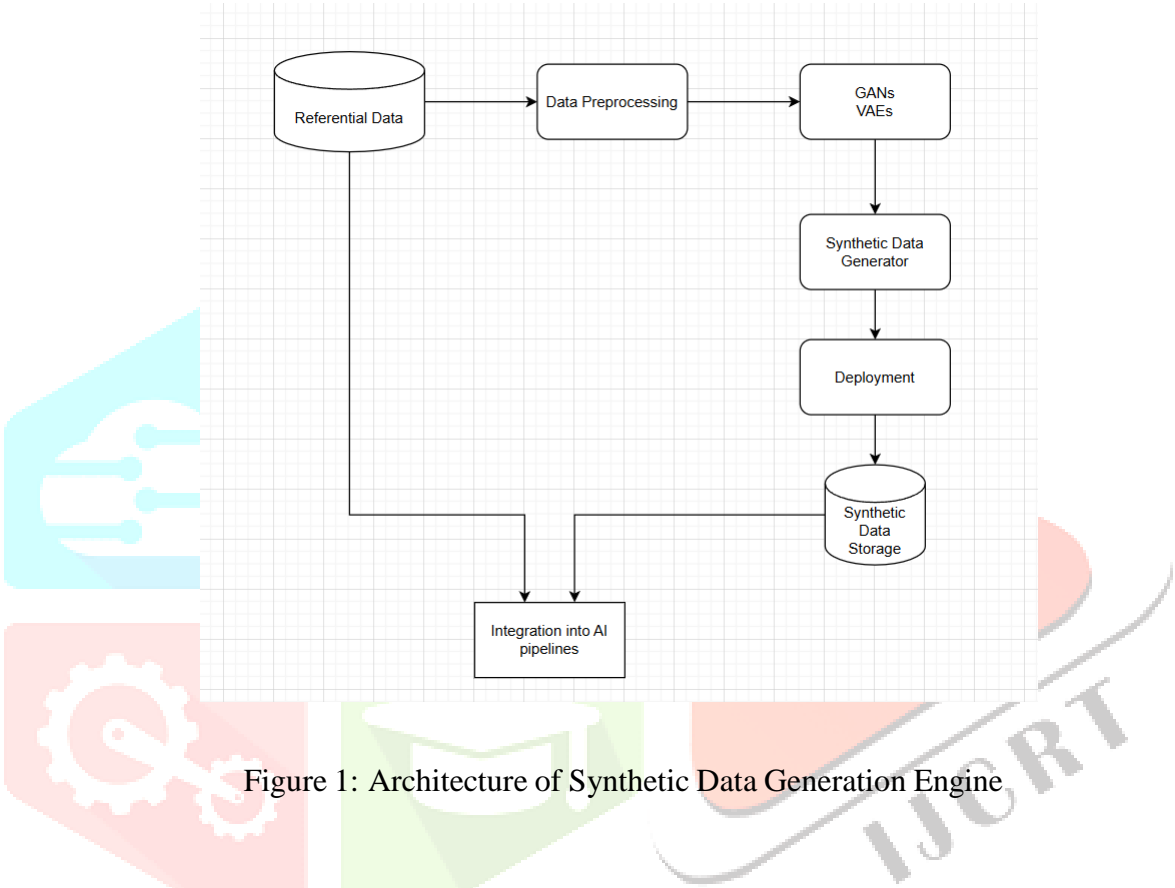 Referential Data
Data Preprocessing
GANs
VAEs
Synthetic Data
Generator
Deployment
Synthetic
Data
Storage
Integration into AI
pipelines
Figure 1: Architecture of Synthetic Data Generation Engine
IJCRT